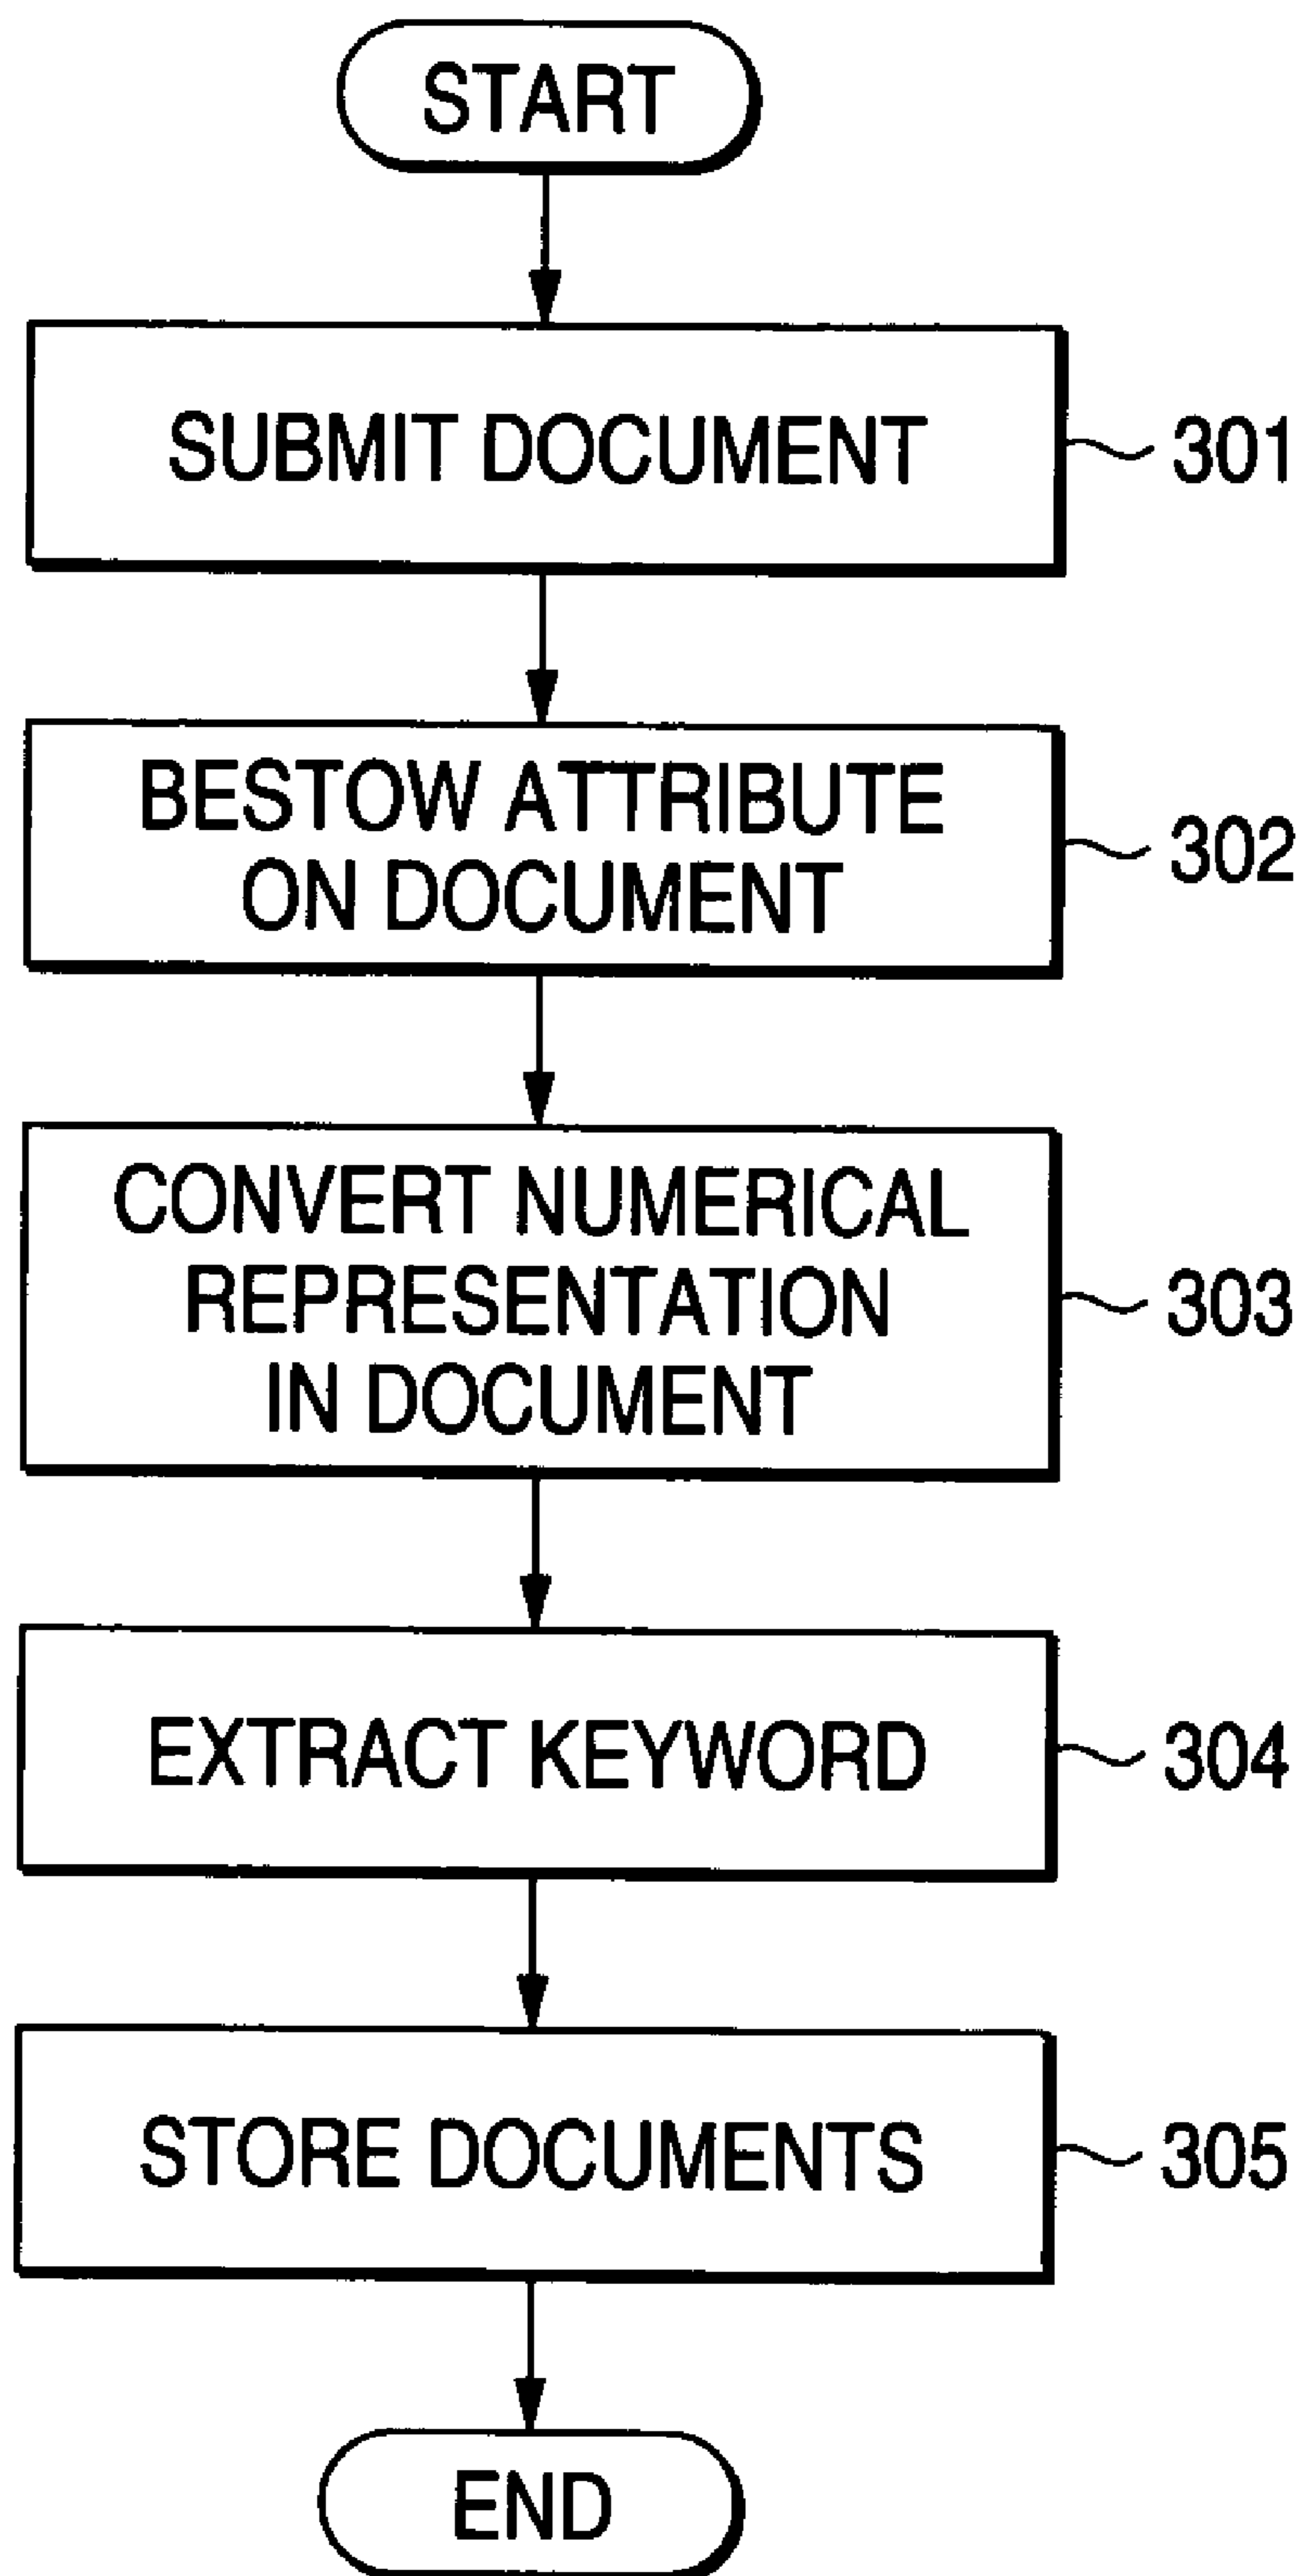 START
SUBMIT DOCUMENT
301
BESTOW ATTRIBUTE
ON DOCUMENT
302
CONVERT NUMERICAL
REPRESENTATION
IN DOCUMENT
303
EXTRACT KEYWORD
304
STORE DOCUMENTS
305
END